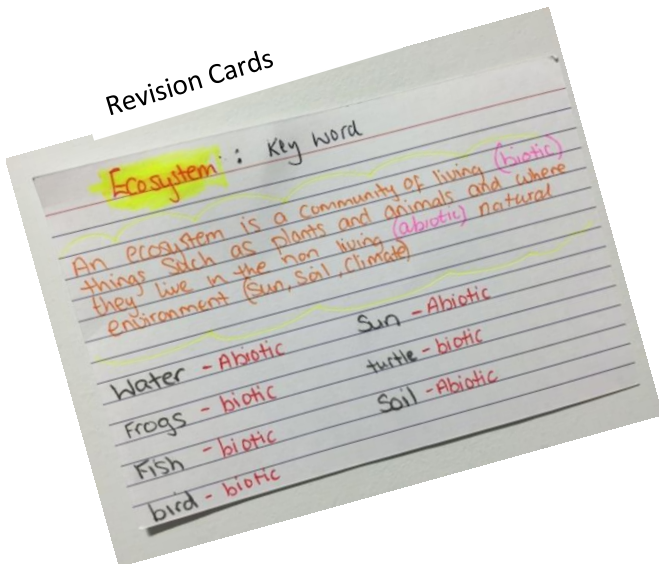 Revision Cards
Ecosystem : Key Word
An ecosystem is a community of living (biotic)
things such as plants and animals and where
they live in the non living (abiotic) natural
environment (Sun, Soil, Climate)
Water - Abiotic
Frogs - biotic
Fish - biotic
bird - biotic
Sun - Abiotic
turtle - biotic
Soil - Abiotic